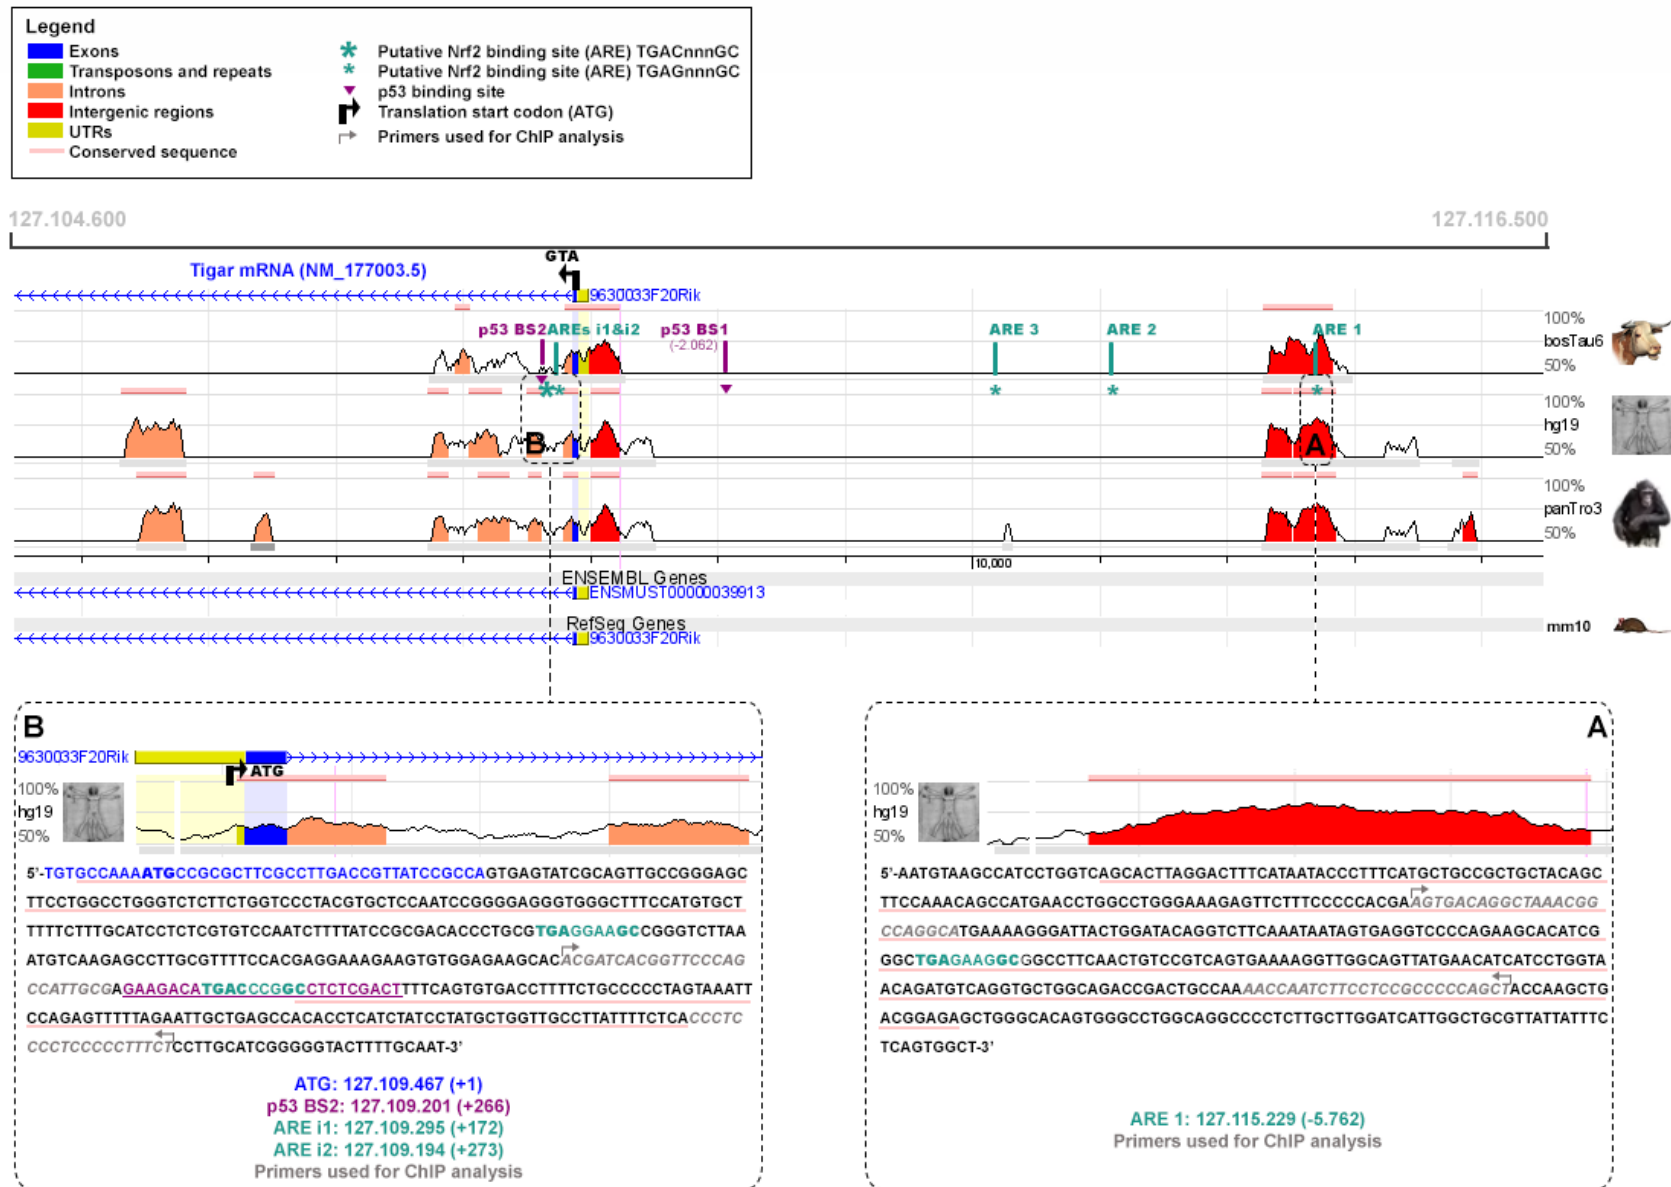 Legend
Exons
Transposons and repeats
Introns
Intergenic regions
UTRs
Conserved sequence
Putative Nrf2 binding site (ARE) TGACnnnGC
Putative Nrf2 binding site (ARE) TGAGnnnGC
p53 binding site
Translation start codon (ATG)
Primers used for ChIP analysis
127.104.600
127.116.500
GTA
Tigar mRNA (NM_177003.5)
9630033F20Rik
p53 BS2 AREs i1&i2
p53 BS1
(-2.062)
ARE 3
ARE 2
ARE 1
100%
bosTau6
50%
100%
hg19
50%
B
A
100%
panTro3
50%
10,000
ENSEMBL Genes
ENSMUST00000039913
RefSeq Genes
9630033F20Rik
mm10
B
9630033F20Rik
ATG
100%
hg19
50%
5'-TGTGCCAAAATGCCGCGCTTCGCCTTGACCGTTATCCGCCAGTGAGTATCGCAGTTGCCGGGAGC
TTCCTGGCCTGGGTCTCTTCTGGTCCCTACGTGCTCCAATCCGGGGAGGGTGGGCTTTCCATGTGCT
TTTTCTTTGCATCCTCTCGTGTCCAATCTTTTATCCGCGACACCCTGCGTGAGGAAGCCGGGTCTTAA
ATGTCAAGAGCCTTGCGTTTTCCACGAGGAAAGAAGTGTGGAGAAGCACACGATCACGGTTCCCAG
CCATTGCGAGAAGACATGACCCGGCCTCTCGACTTTTCAGTGTGACCTTTTCTGCCCCCTAGTAAATT
CCAGAGTTTTTAGAATTGCTGAGCCACACCTCATCTATCCTATGCTGGTTGCCTTATTTTCTCACCCTC
CCCTCCCCCTTTCTCCTTGCATCGGGGGTACTTTTGCAAT-3'
ATG: 127.109.467 (+1)
p53 BS2: 127.109.201 (+266)
ARE i1: 127.109.295 (+172)
ARE i2: 127.109.194 (+273)
Primers used for ChIP analysis
A
100%
hg19
50%
5'-AATGTAAGCCATCCTGGTCAGCACTTAGGACTTTCATAATACCCTTTCATGCTGCCGCTGCTACAGC
TTCCAAACAGCCATGAACCTGGCCTGGGAAAGAGTTCTTTCCCCCACGAAGTGACAGGCTAAACGG
CCAGGCATGAAAAGGGATTACTGGATACAGGTCTTCAAATAATAGTGAGGTCCCCAGAAGCACATCG
GGCTGAGAAGGCGGCCTTCAACTGTCCGTCAGTGAAAAGGTTGGCAGTTATGAACATCATCCTGGTA
ACAGATGTCAGGTGTGCTGGCAGACCGACTGCCAAAACCAATCTTCCTCCGCCCCCAGCTACCAAGCTG
ACGGAGAGCTGGGCACAGTGGGCCTGGCAGGCCCCTCTTGCTTGGATCATTGGCTGCGTTATTATTTC
TCAGTGGCT-3'
ARE 1: 127.115.229 (-5.762)
Primers used for ChIP analysis